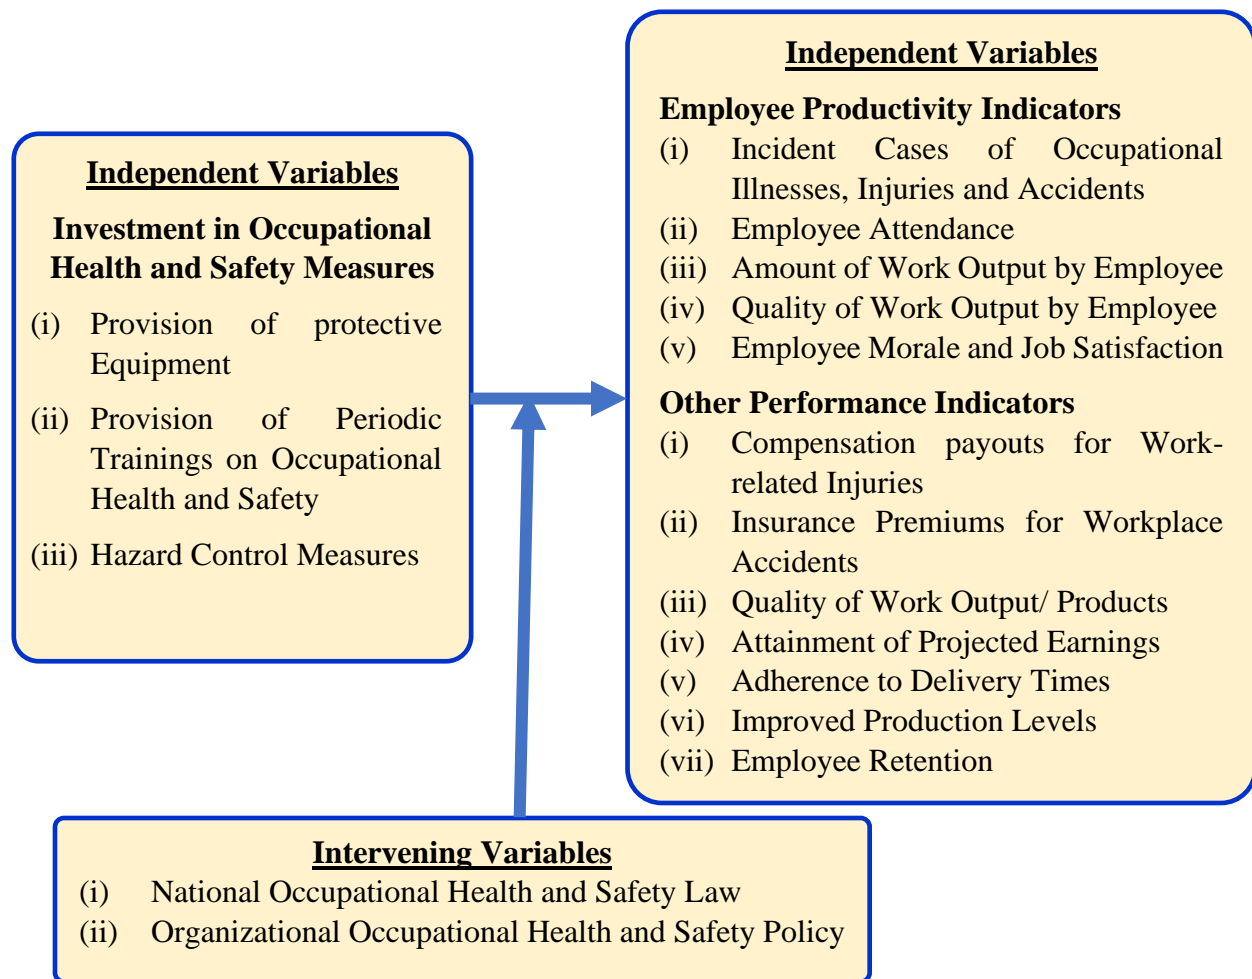 Independent Variables
Investment in Occupational
Health and Safety Measures
(i) Provision of protective
Equipment
(ii) Provision of Periodic
Trainings on Occupational
Health and Safety
(iii) Hazard Control Measures
Independent Variables
Employee Productivity Indicators
(i) Incident Cases of Occupational
Illnesses, Injuries and Accidents
(ii) Employee Attendance
(iii) Amount of Work Output by Employee
(iv) Quality of Work Output by Employee
(v) Employee Morale and Job Satisfaction
Other Performance Indicators
(i) Compensation payouts for Work-
related Injuries
(ii) Insurance Premiums for Workplace
Accidents
(iii) Quality of Work Output/ Products
(iv) Attainment of Projected Earnings
(v) Adherence to Delivery Times
(vi) Improved Production Levels
(vii) Employee Retention
Intervening Variables
(i) National Occupational Health and Safety Law
(ii) Organizational Occupational Health and Safety Policy